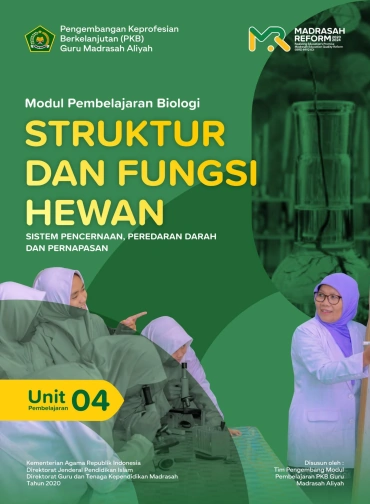 Pengembangan Keprofesian
Berkelanjutan (PKB)
Guru Madrasah Aliyah
MADRASAH
REFORM
Modul Pembelajaran Biologi
STRUKTUR
DAN FUNGSI
HEWAN
SISTEM PENCERNAAN, PEREDARAN DARAH
DAN PERNAPASAN
Unit
Pembelajaran
04
Kementerian Agama Republik Indonesia
Direktorat Jenderal Pendidikan Islam
Direktorat Guru dan Tenaga Kependidikan Madrasah
Tahun 2020
Disusun oleh :
Tim Pengembang Modul
Pembelajaran PKB Guru
Madrasah Aliyah